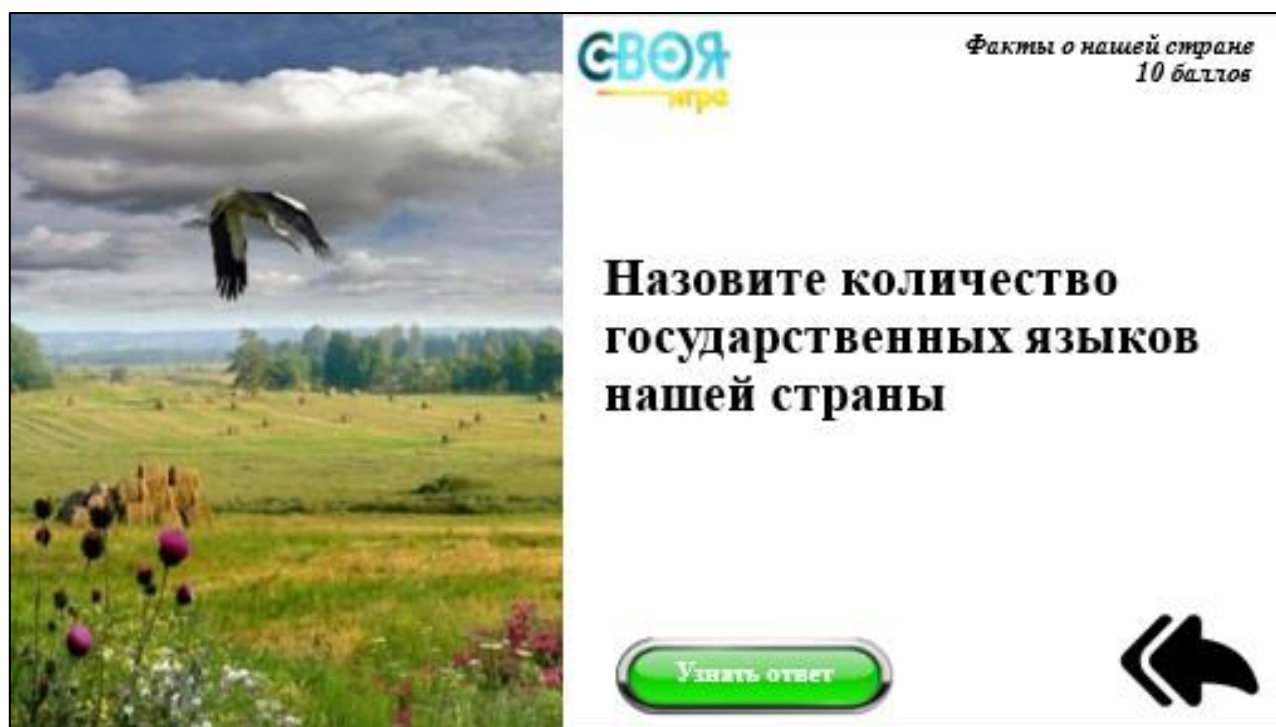 СВОЯ
игра
Факты о нашей стране
10 баллов
Назовите количество
государственных языков
нашей страны
Узнать ответ